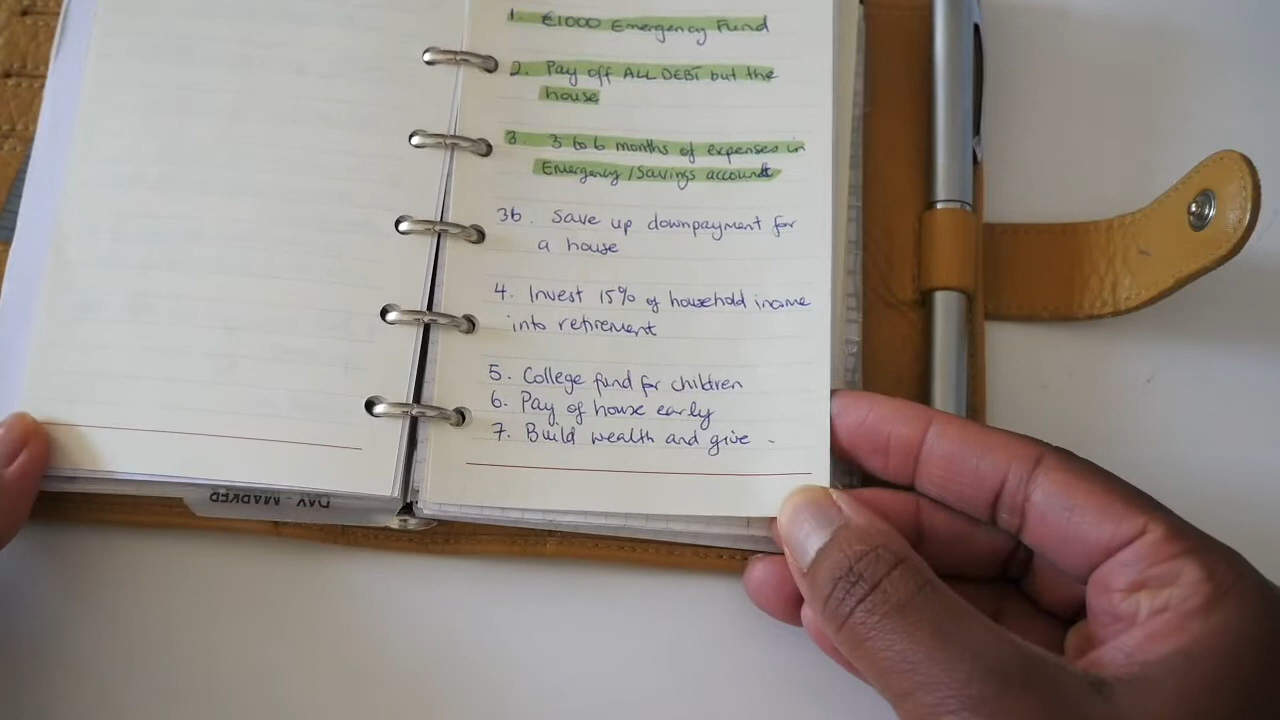 1. €1000 Emergency Fund
2. Pay off ALL DEBT but the
house
3. 3 to 6 months of expenses in
Emergency / Savings account
3b. Save up downpayment for
a house
4. Invest 15% of household income
into retirement
5. College fund for children
6. Pay of house early
7. Build wealth and give -
DAY-MARKER